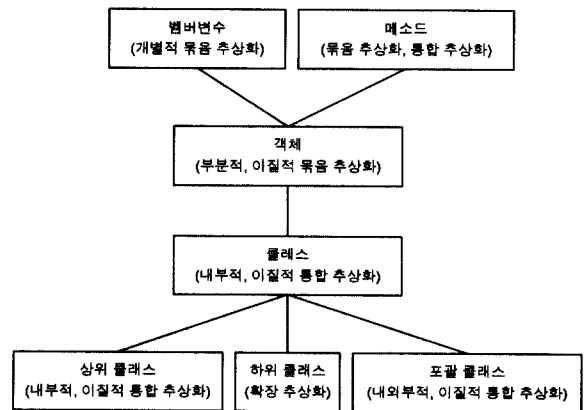 멤버변수
(개별적 묶음 추상화)
메소드
(묶음 추상화, 통합 추상화)
객체
(부분적, 이질적 묶음 추상화)
클레스
(내부적, 이질적 통합 추상화)
상위 클래스
(내부적, 이질적 통합 추상화)
하위 클래스
(확장 추상화)
포괄 클래스
(내외부적, 이질적 통합 추상화)